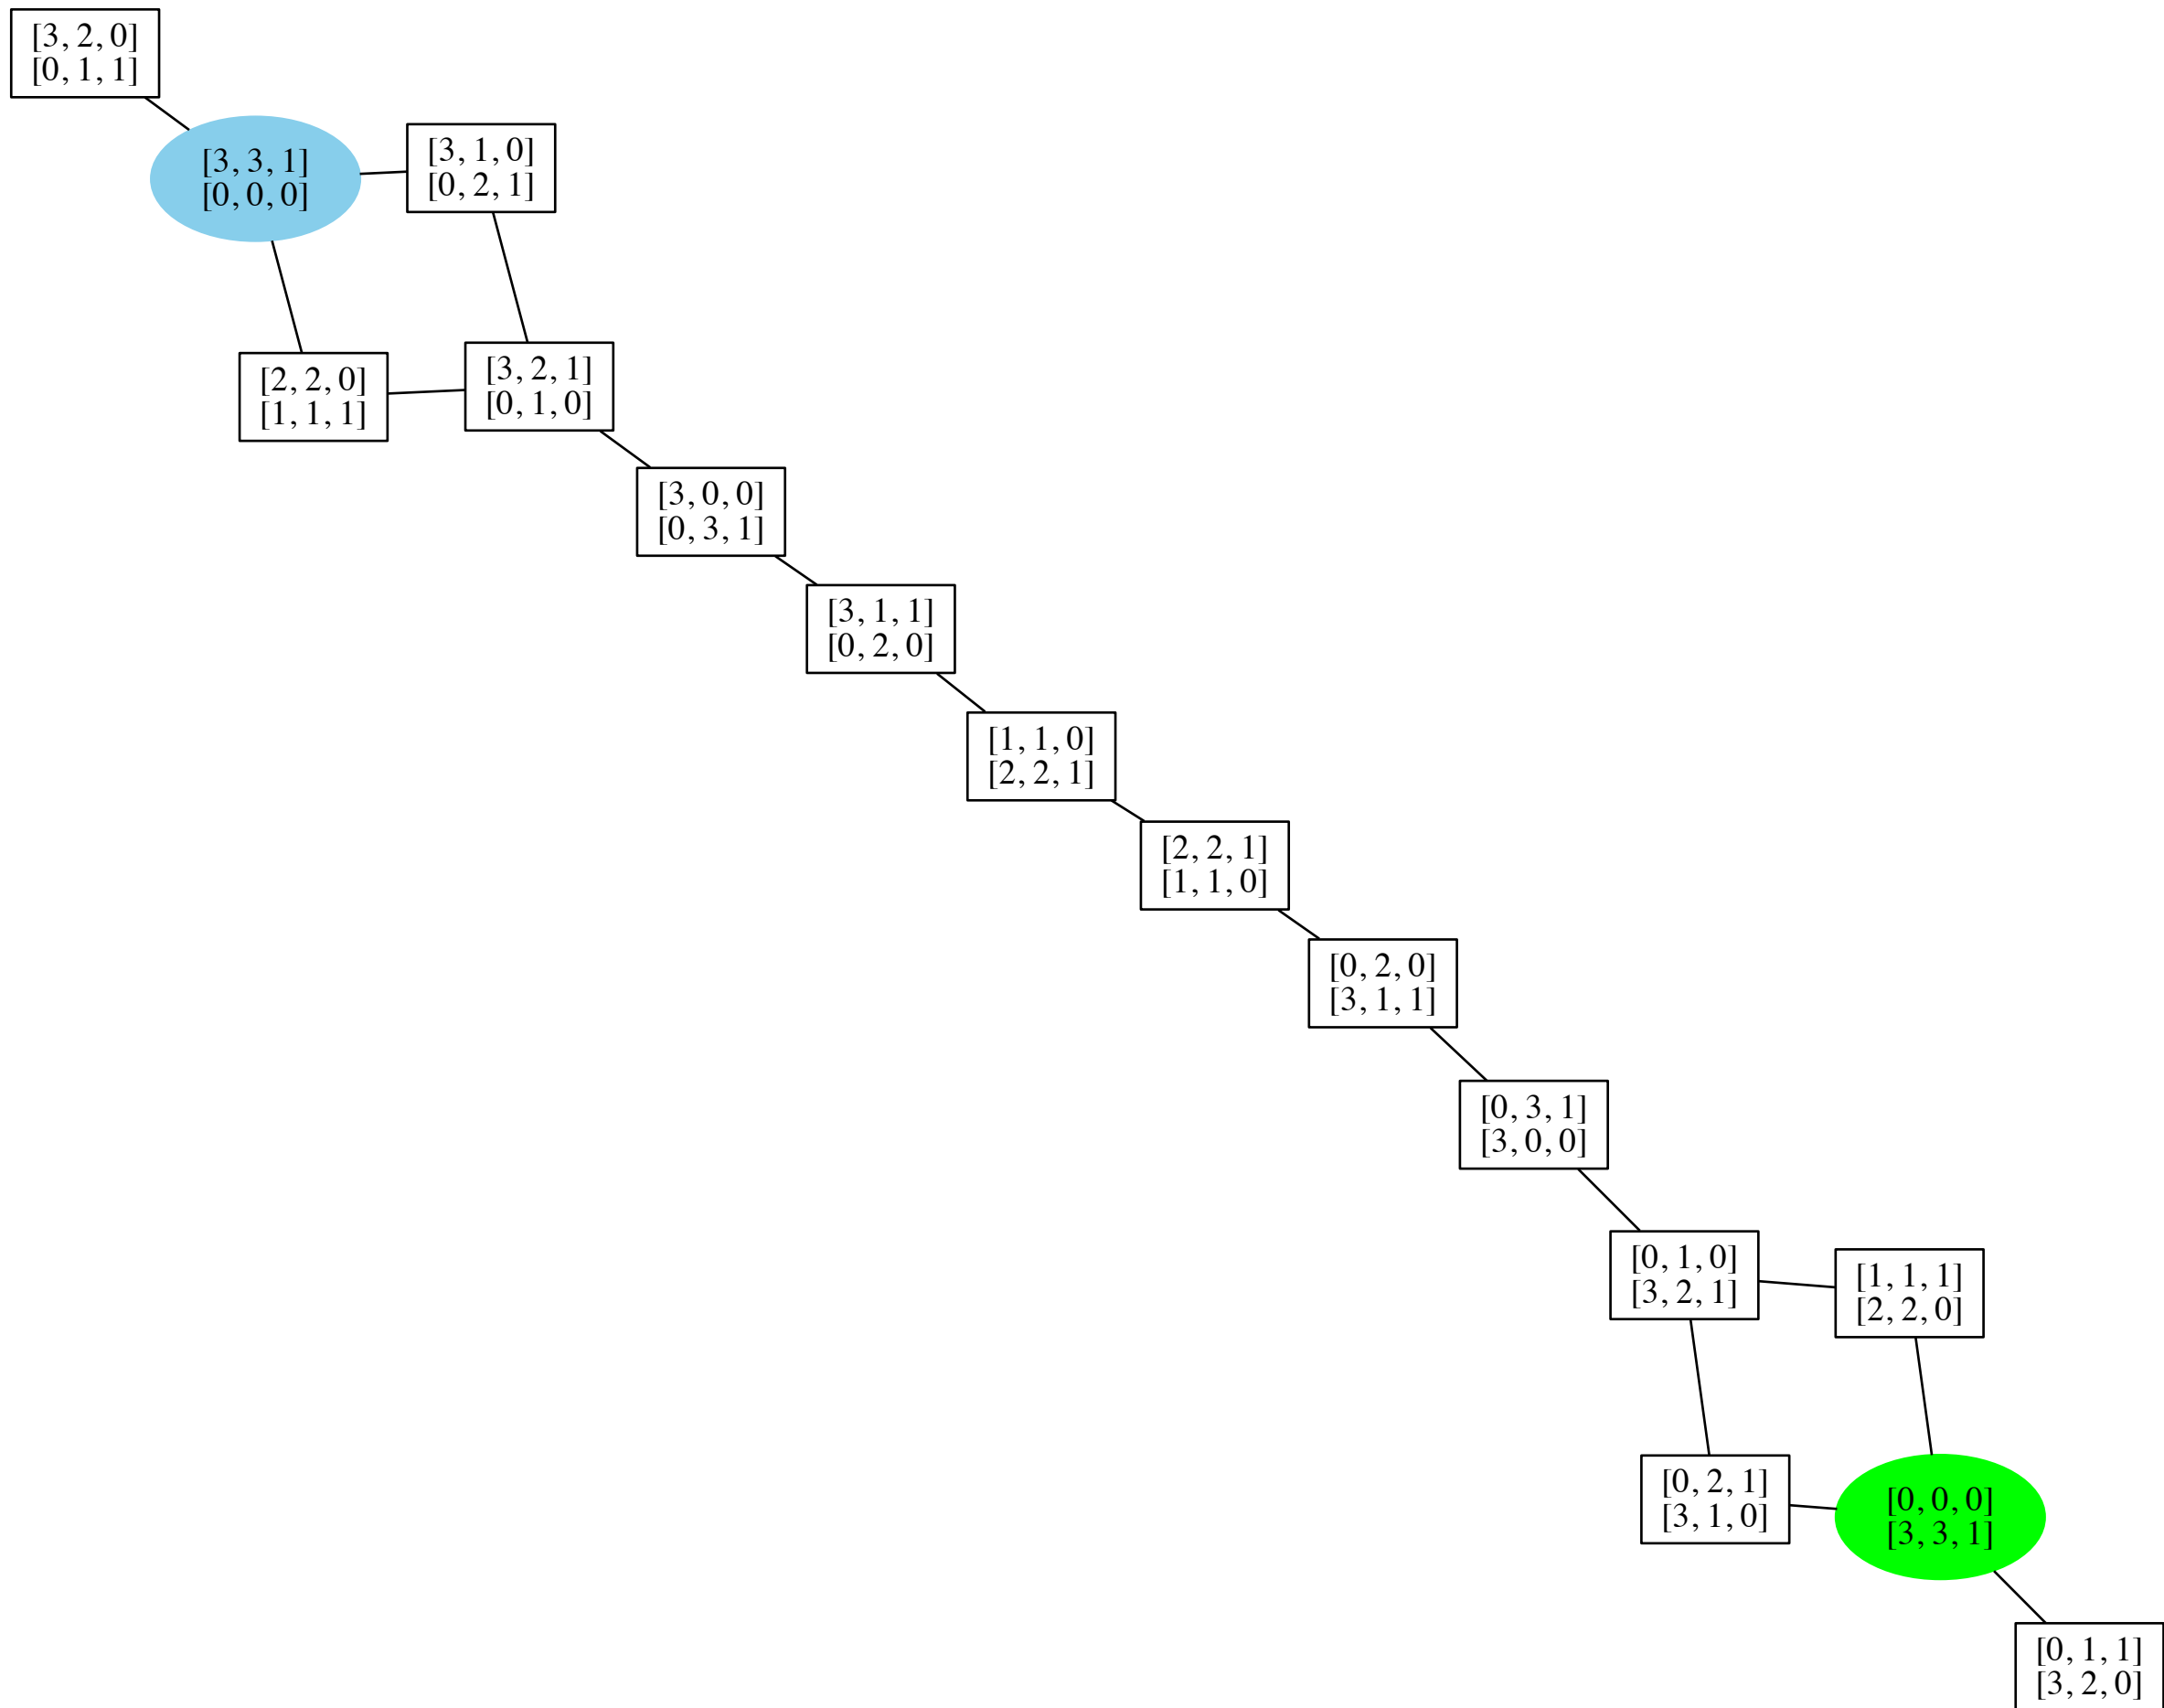 [3, 2, 0]
[0, 1, 1]
[3, 3, 1]
[0, 0, 0]
[3, 1, 0]
[0, 2, 1]
[2, 2, 0]
[1, 1, 1]
[3, 2, 1]
[0, 1, 0]
[3, 0, 0]
[0, 3, 1]
[3, 1, 1]
[0, 2, 0]
[1, 1, 0]
[2, 2, 1]
[2, 2, 1]
[1, 1, 0]
[0, 2, 0]
[3, 1, 1]
[0, 3, 1]
[3, 0, 0]
[0, 1, 0]
[3, 2, 1]
[1, 1, 1]
[2, 2, 0]
[0, 2, 1]
[3, 1, 0]
[0, 0, 0]
[3, 3, 1]
[0, 1, 1]
[3, 2, 0]